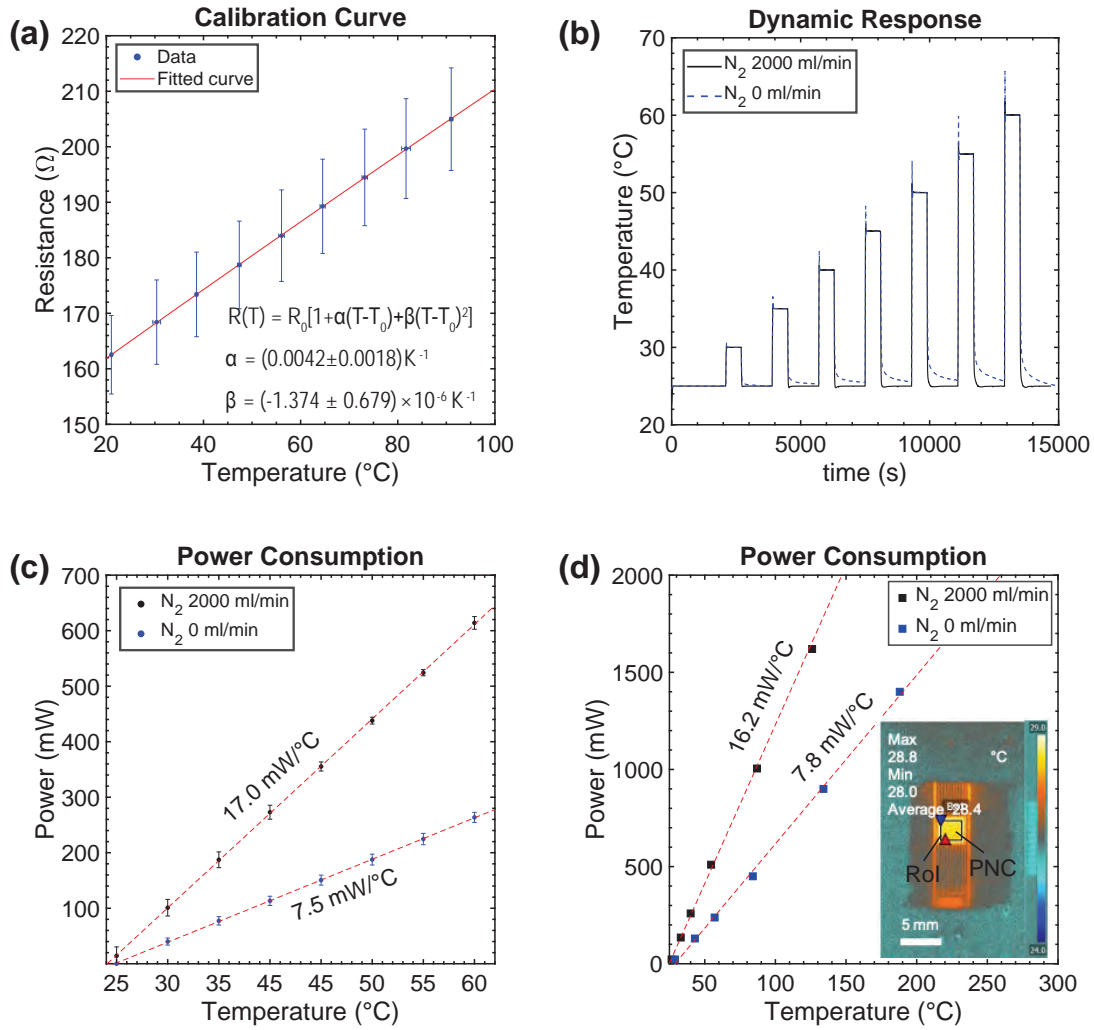 (a)
Calibration Curve
220
210
200
190
180
170
160
150
Resistance (Ω)
Data
Fitted curve
R(T) = R₀[1+α(T-T₀)+β(T-T₀)²]
α = (0.0042±0.0018)K⁻¹
β = (-1.374 ± 0.679) ×10⁻⁶ K⁻¹
20 40 60 80 100
Temperature (°C)
(b)
Dynamic Response
70
60
50
40
30
20
Temperature (°C)
N₂ 2000 ml/min
N₂ 0 ml/min
0 5000 10000 15000
time (s)
(c)
Power Consumption
700
600
500
400
300
200
100
Power (mW)
N₂ 2000 ml/min
N₂ 0 ml/min
17.0 mW/°C
7.5 mW/°C
25 30 35 45 45 50 55 60
Temperature (°C)
(d)
Power Consumption
2000
1500
1000
500
0
Power (mW)
N₂ 2000 ml/min
N₂ 0 ml/min
16.2 mW/°C
7.8 mW/°C
Max
28.8 °C
Min
28.0
Average 28.4
29.0
24.0
RoI
PNC
5 mm
50 100 150 200 250 300
Temperature (°C)